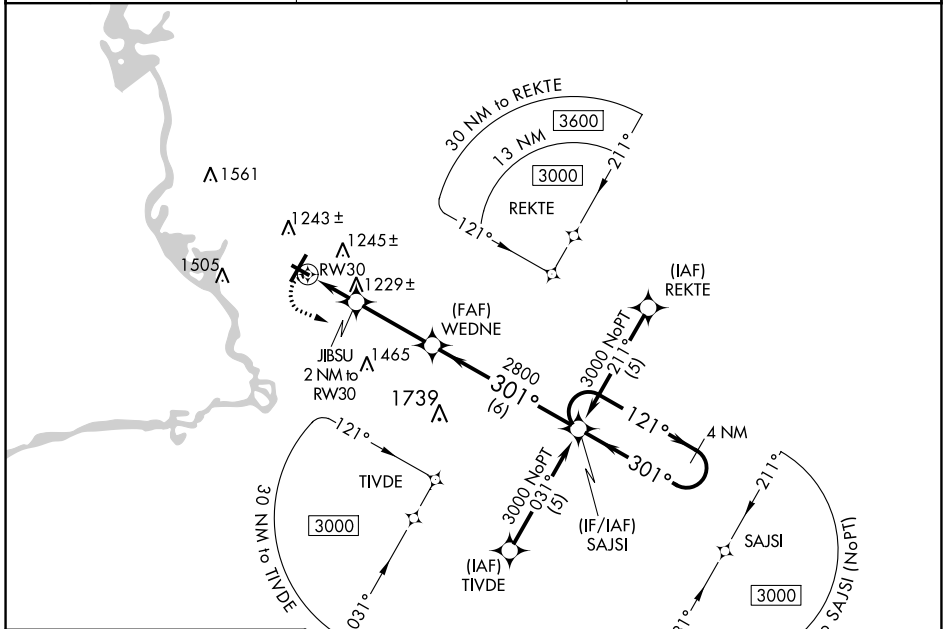 30 NM to REKTE
3600
13 NM
3000
211°
REKTE
121°
1561
1243 ±
1245 ±
RW30
1505
1229 ±
(FAF)
WEDNE
(IAF)
REKTE
JIBSU
2 NM to
RW30
1465
1739
2800
301°
(6)
3000 NoPT
211°
(5)
121°
4 NM
301°
121°
TIVDE
30 NM to TIVDE
3000
031°
3000 NoPT
031°
(5)
(IF/IAF)
SAJSI
(IAF)
TIVDE
211°
SAJSI
3000
SAJSI (NoPT)